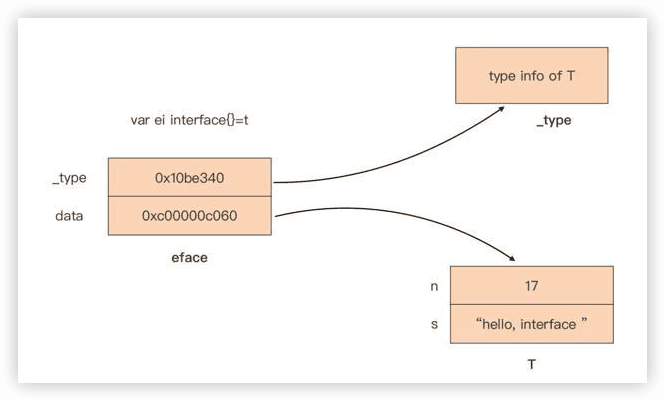 type info of T
_type
var ei interface{}=t
_type 0x10be340
data 0xc00000c060
eface
n 17
s “hello, interface ”
T